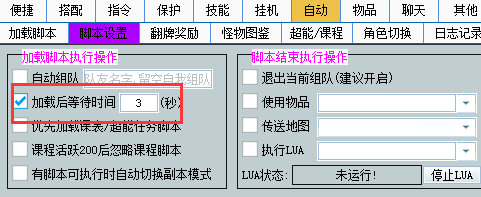 便捷 搭配 指令 保护 技能 挂机 自动 物品 聊天 其
加载脚本 脚本设置 翻牌奖励 怪物图鉴 超能/课程 角色切换 日志记录
加载脚本执行操作
自动组队 队友名字,留空自我组队
加载后等待时间 3 (秒)
优先加载课表/超能任务脚本
课程活跃200后忽略课程脚本
有脚本可执行时自动切换副本模式
脚本结束执行操作
退出当前组队(建议开启)
使用物品
传送地图
执行LUA
LUA状态: 未运行! 停止LUA